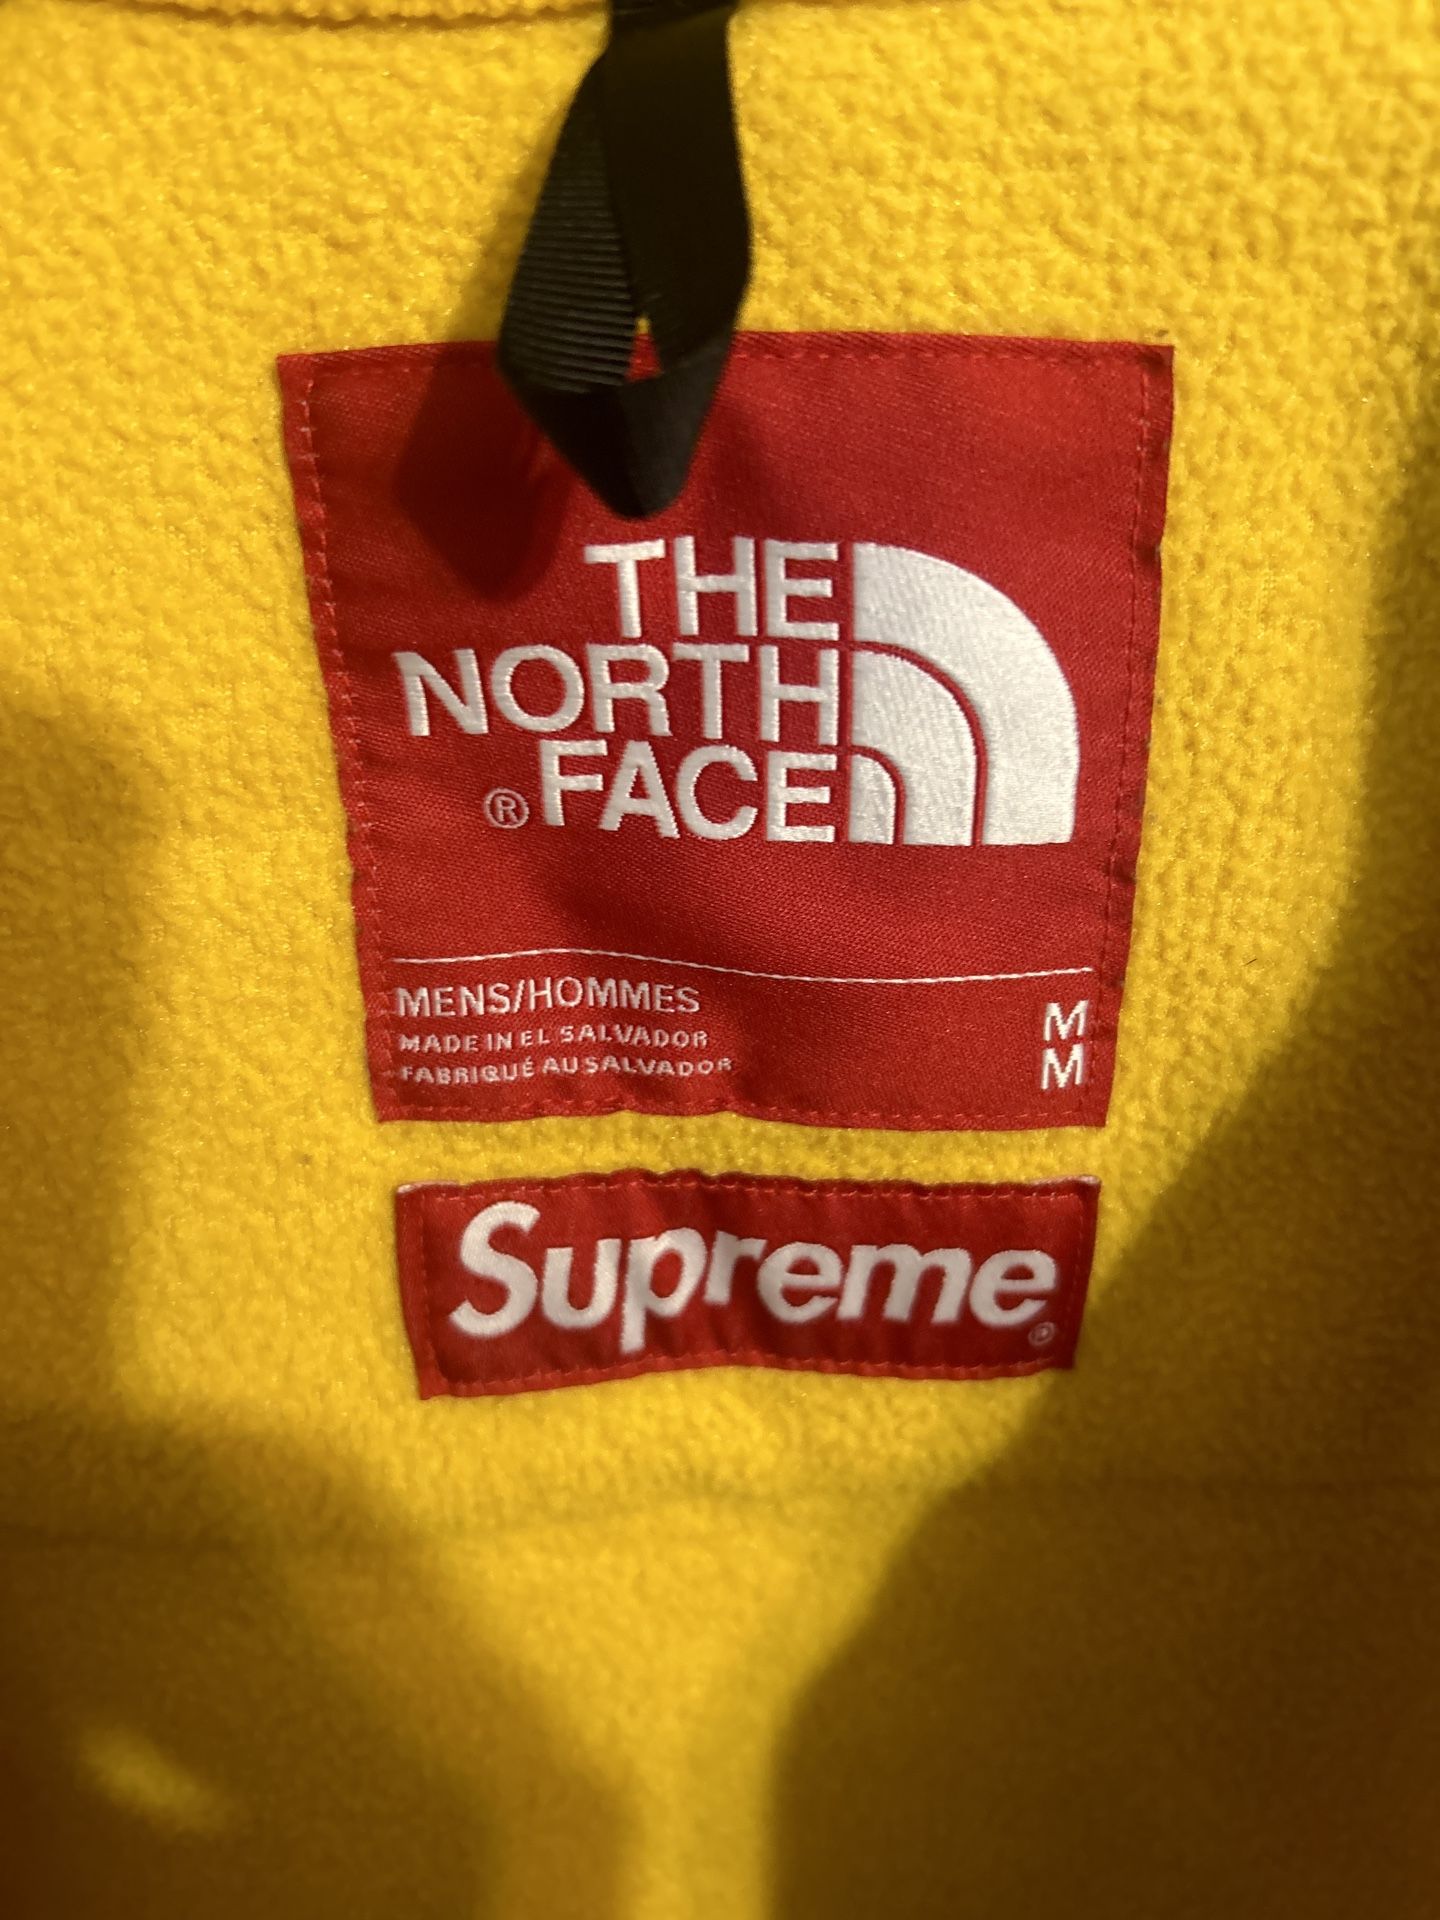 THE
NORTH
® FACE
MENS/HOMMES M
MADE IN EL SALVADOR
FABRIQUÉ AU SALVADOR M
Supreme
®